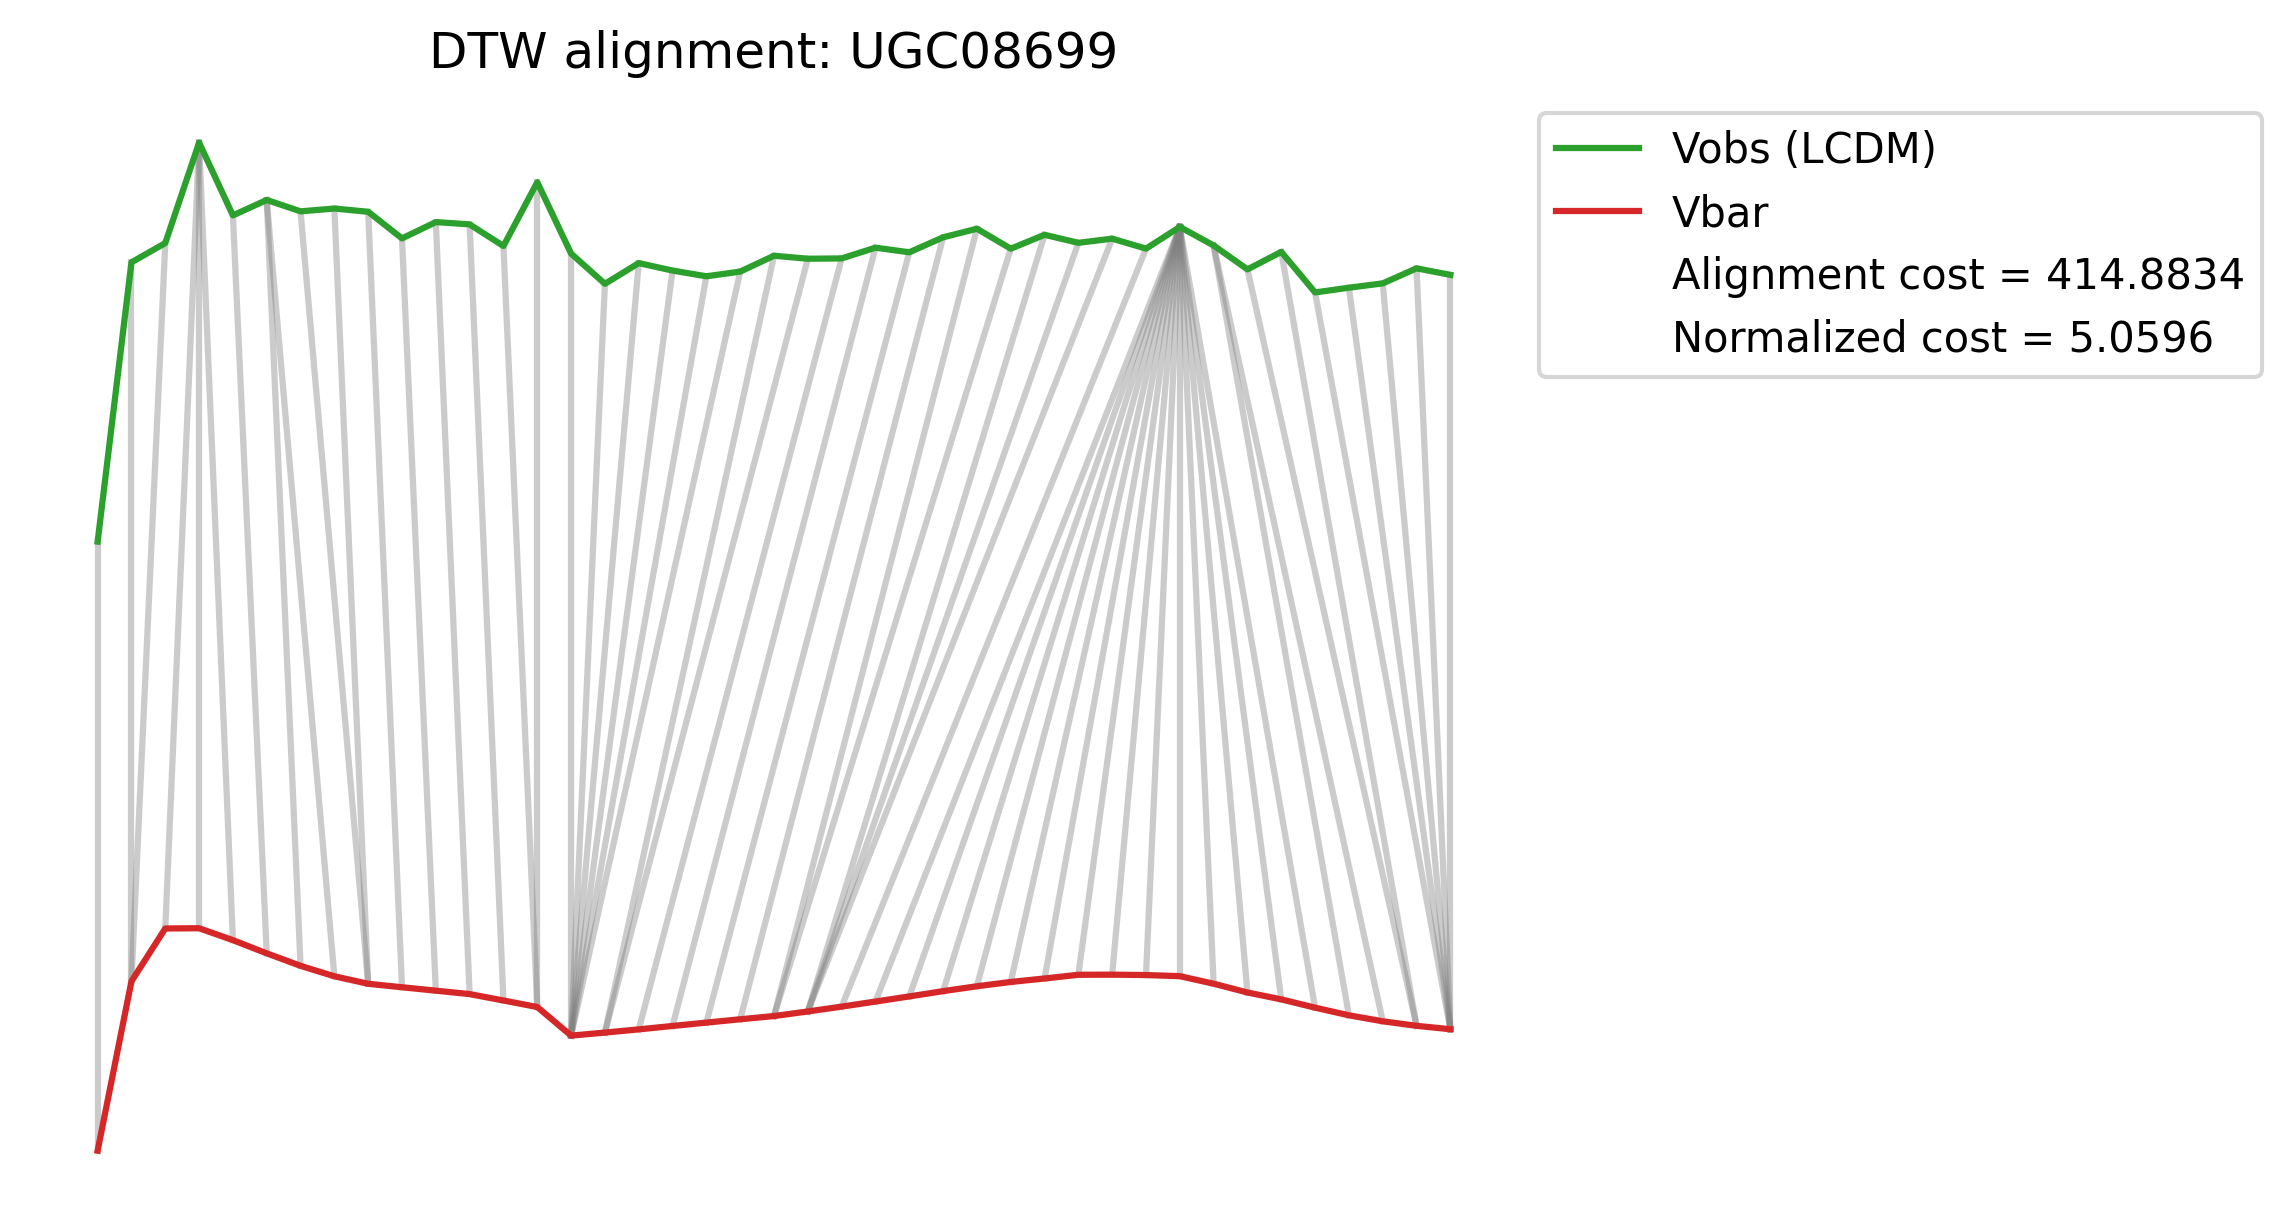 DTW alignment: UGC08699
Vobs (LCDM)
Vbar
Alignment cost = 414.8834
Normalized cost = 5.0596